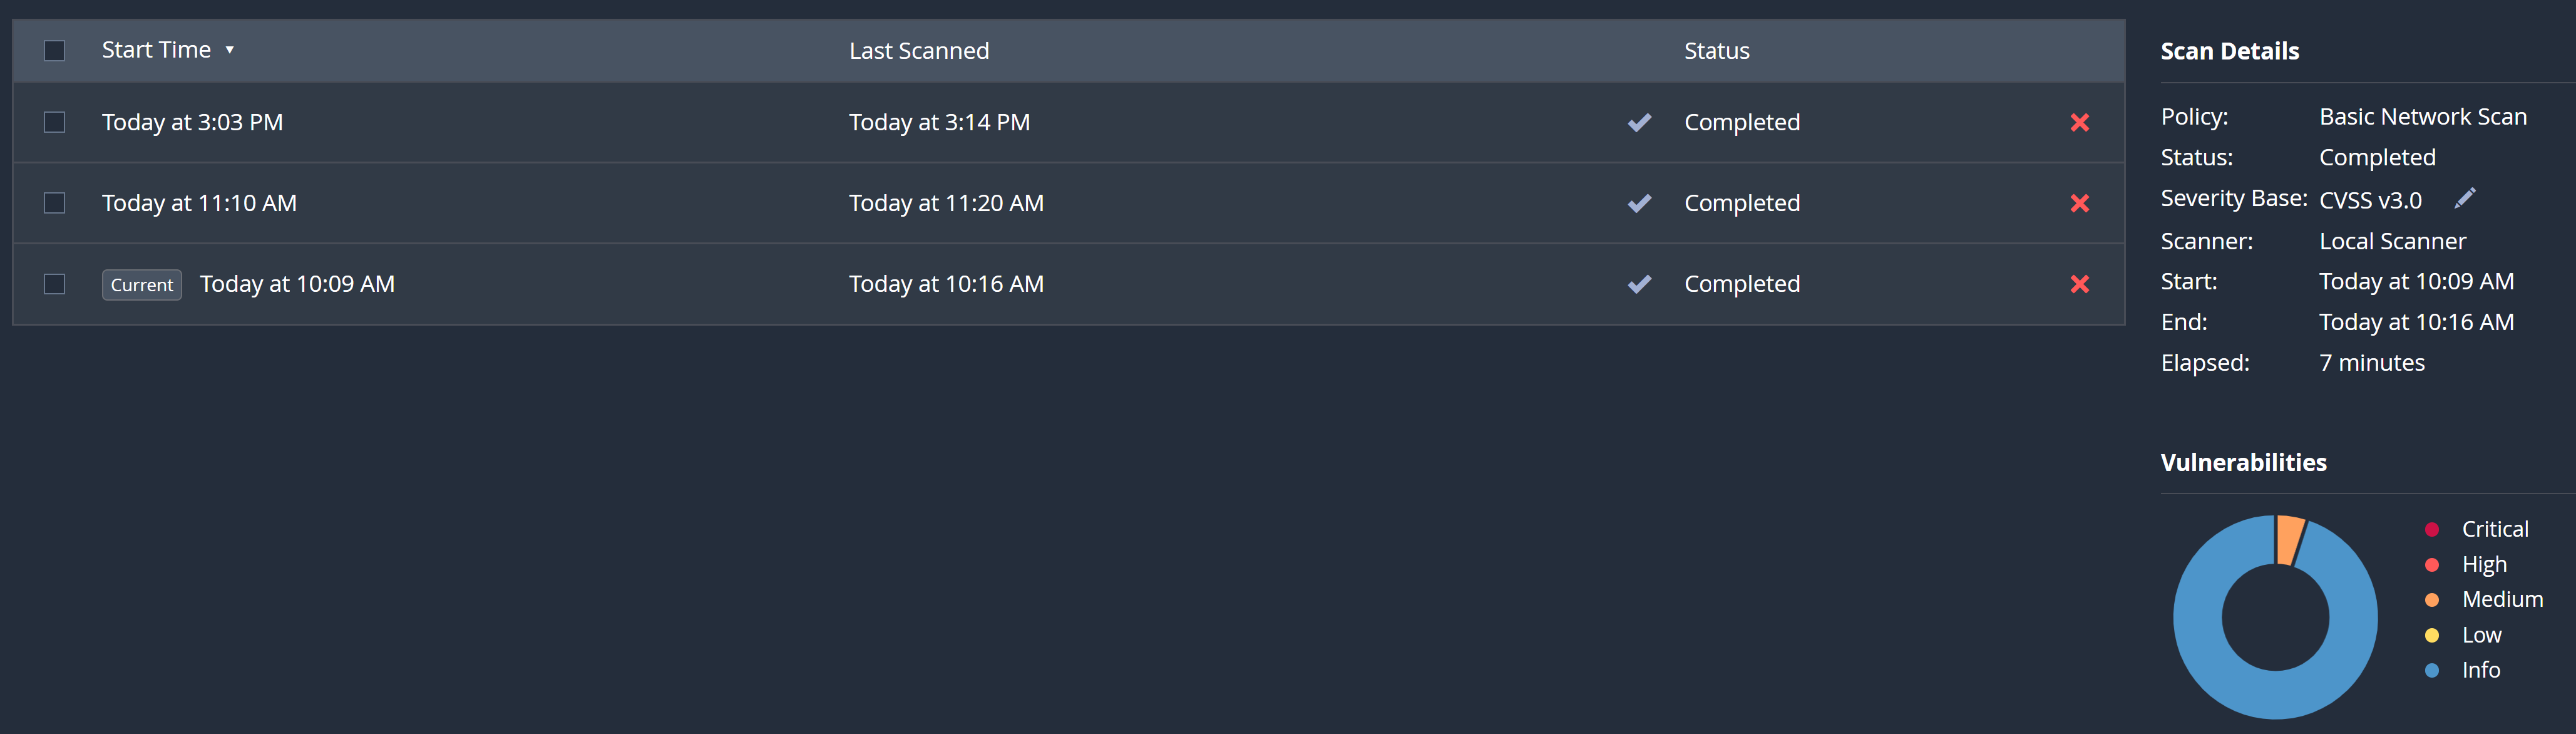 Start Time ▼ Last Scanned Status
Today at 3:03 PM Today at 3:14 PM Completed
Today at 11:10 AM Today at 11:20 AM Completed
Current Today at 10:09 AM Today at 10:16 AM Completed
Scan Details
Policy: Basic Network Scan
Status: Completed
Severity Base: CVSS v3.0
Scanner: Local Scanner
Start: Today at 10:09 AM
End: Today at 10:16 AM
Elapsed: 7 minutes
Vulnerabilities
Critical
High
Medium
Low
Info